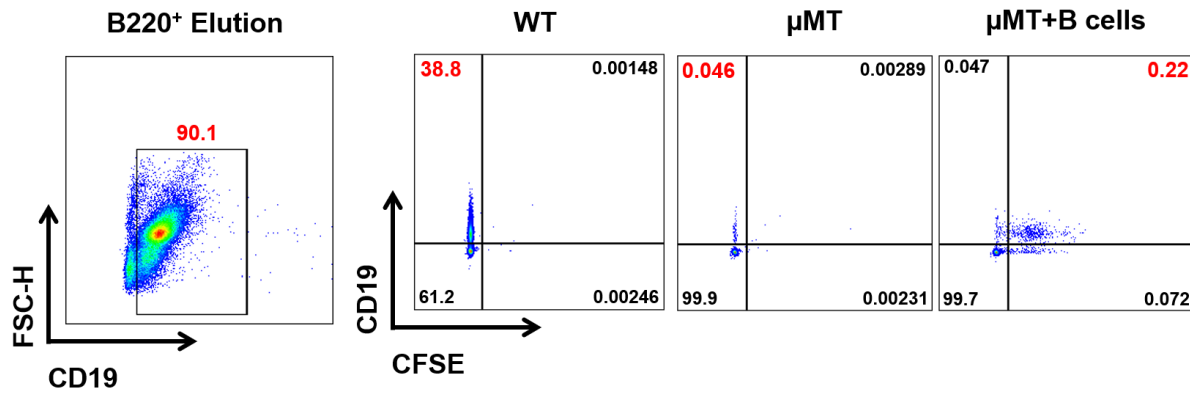 B220⁺ Elution
WT
µMT
µMT+B cells
90.1
FSC-H
CD19
38.8
0.00148
61.2
0.00246
CD19
CFSE
0.046
0.00289
99.9
0.00231
0.047
0.22
99.7
0.072